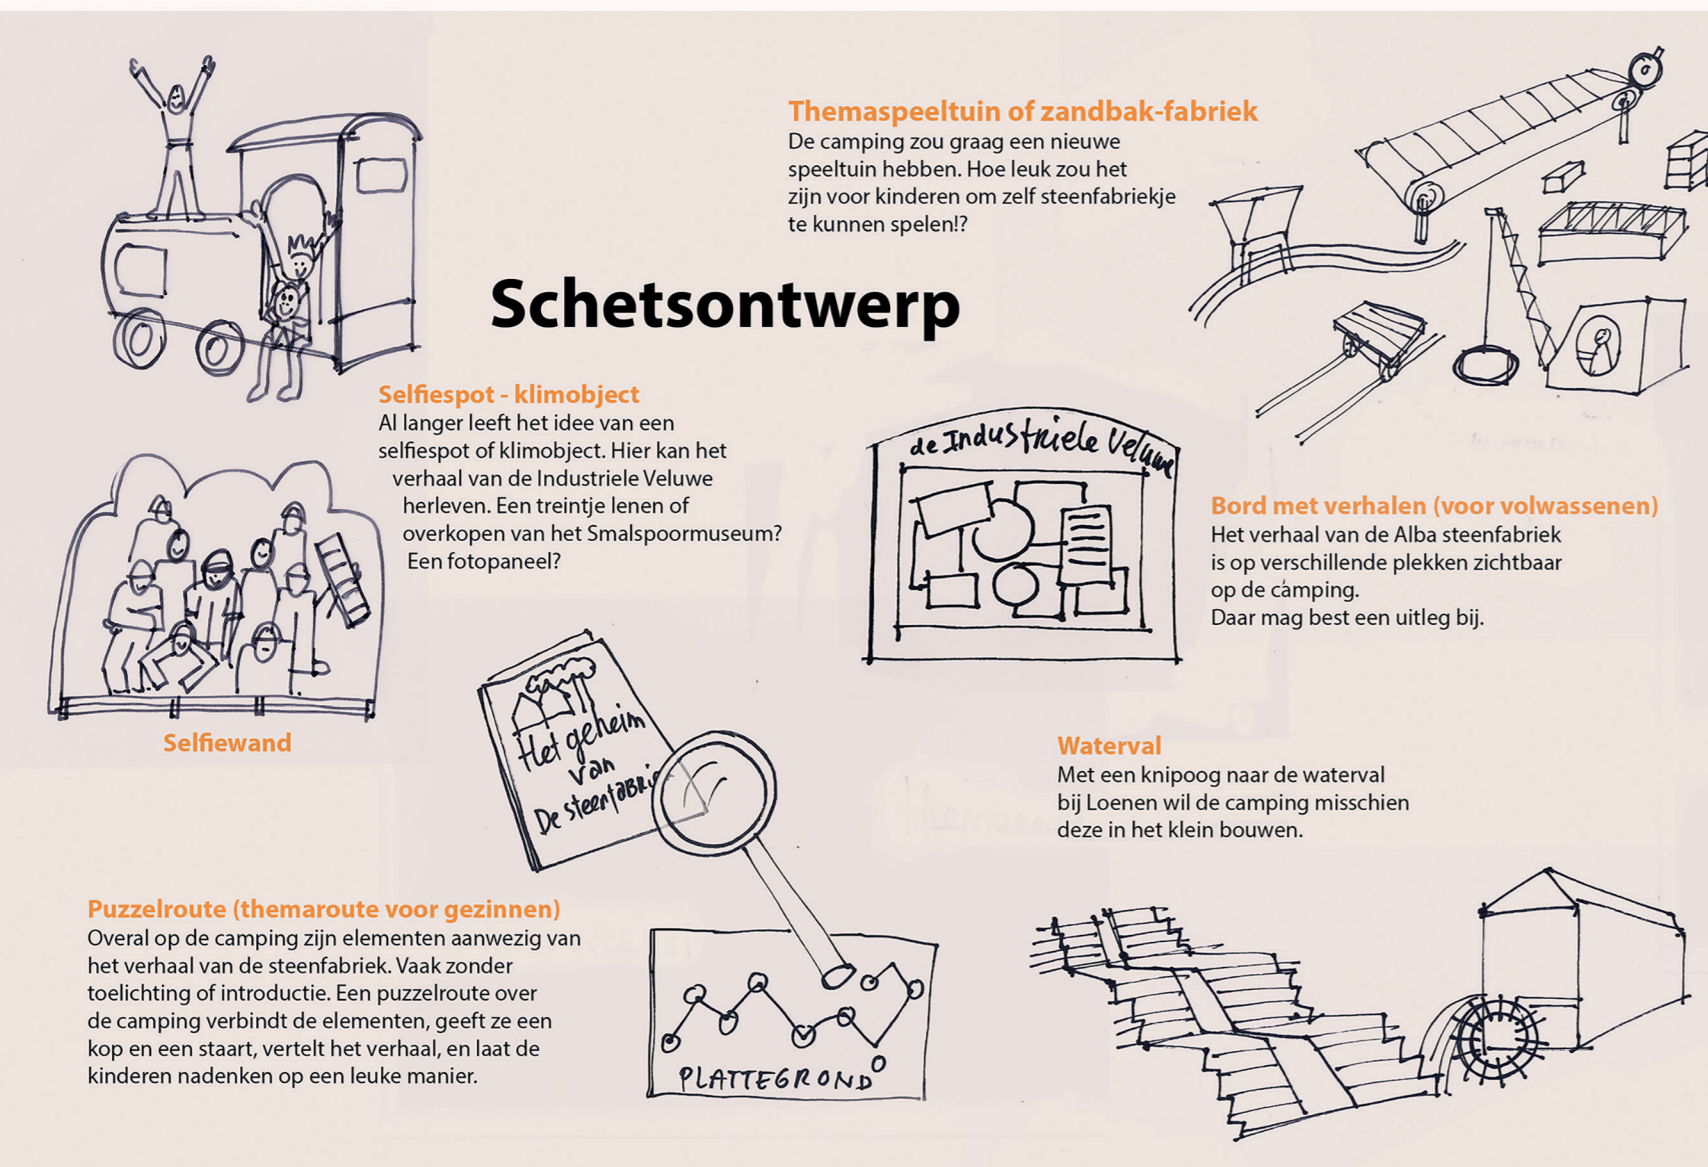 Themaspeeltuin of zandbak-fabriek
De camping zou graag een nieuwe
speeltuin hebben. Hoe leuk zou het
zijn voor kinderen om zelf steenfabriekje
te kunnen spelen!?
Schetsontwerp
Selfiespot - klimobject
Al langer leeft het idee van een
selfiespot of klimobject. Hier kan het
verhaal van de Industriele Veluwe
herleven. Een treintje lenen of
overkopen van het Smalspoormuseum?
Een fotopaneel?
de Industriele Veluwe
Bord met verhalen (voor volwassenen)
Het verhaal van de Alba steenfabriek
is op verschillende plekken zichtbaar
op de camping.
Daar mag best een uitleg bij.
Selfiewand
Het geheim
van
De steenfabri
Waterval
Met een knipoog naar de waterval
bij Loenen wil de camping misschien
deze in het klein bouwen.
Puzzelroute (themaroute voor gezinnen)
Overal op de camping zijn elementen aanwezig van
het verhaal van de steenfabriek. Vaak zonder
toelichting of introductie. Een puzzelroute over
de camping verbindt de elementen, geeft ze een
kop en een staart, vertelt het verhaal, en laat de
kinderen nadenken op een leuke manier.
PLATTEGROND